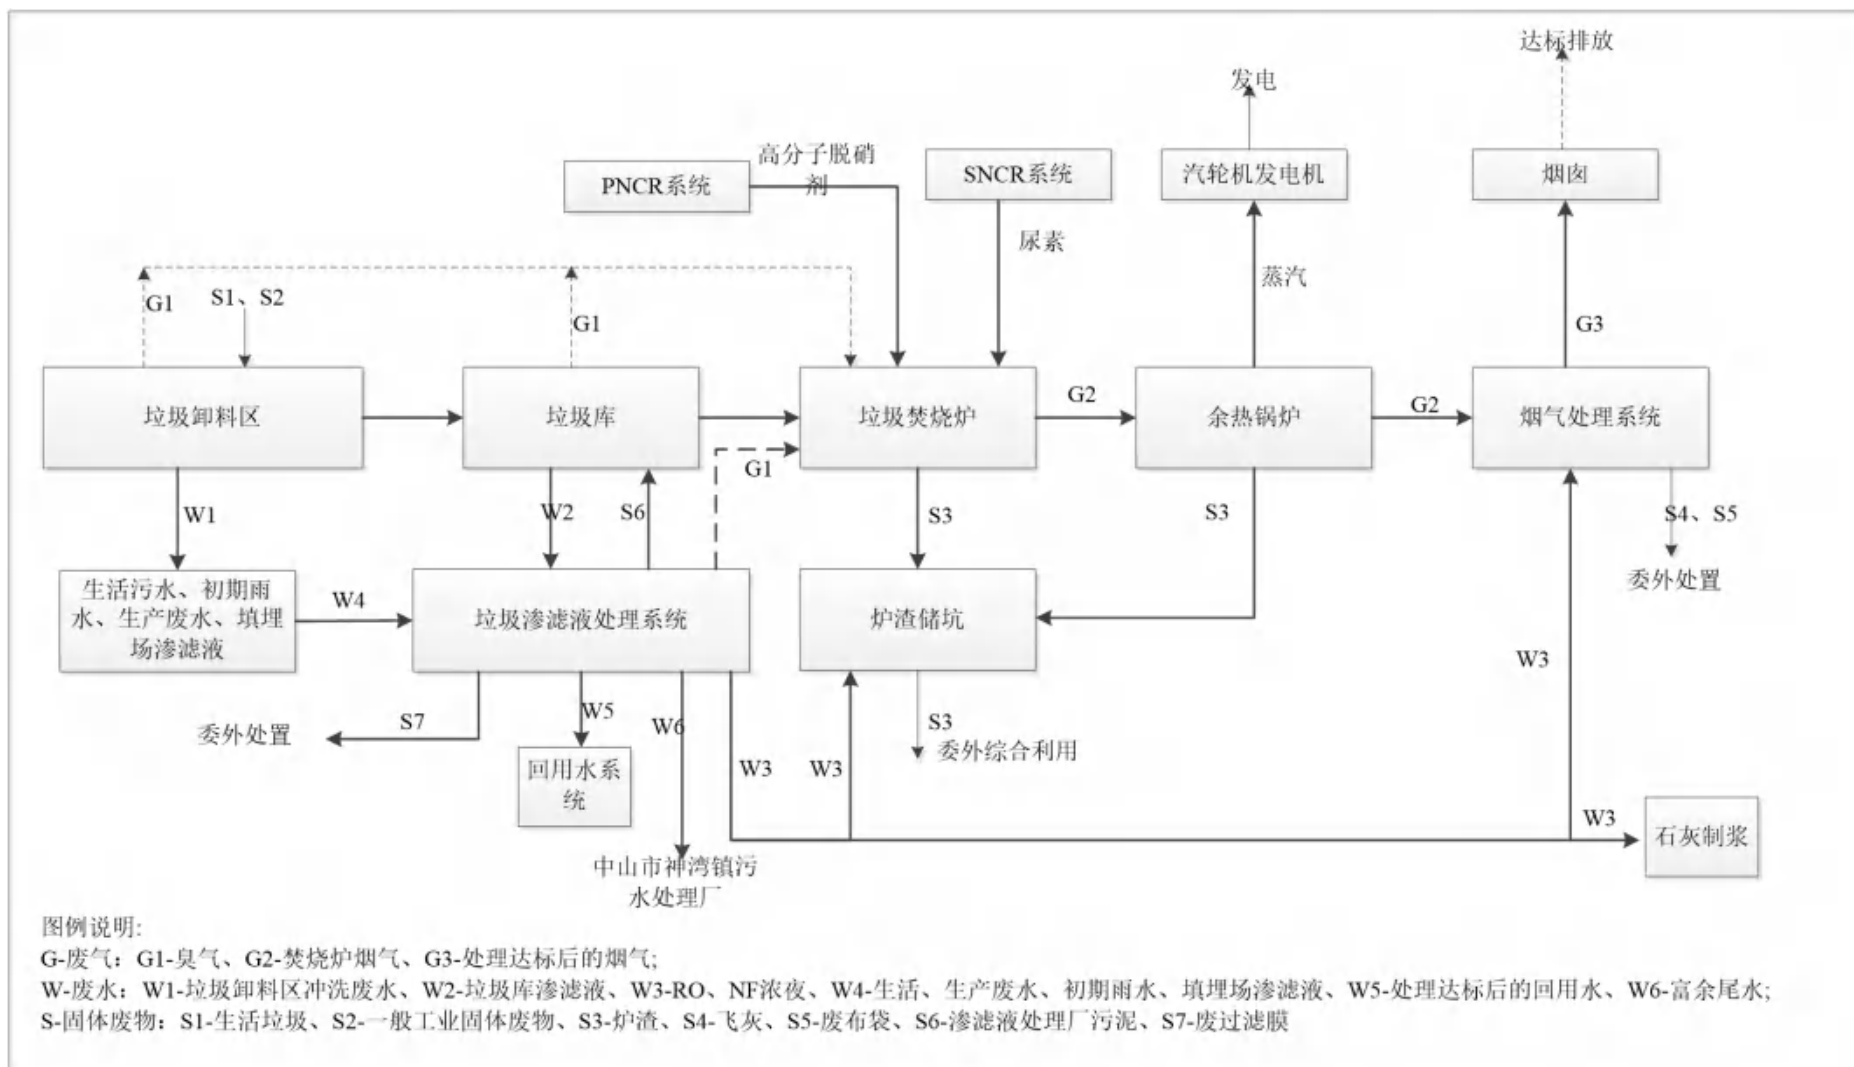 达标排放
发电
高分子脱硝
剂
PNCR系统
SNCR系统
汽轮机发电机
烟囱
尿素
蒸汽
G1
S1、S2
G1
G3
垃圾卸料区
垃圾库
垃圾焚烧炉
G2
余热锅炉
G2
烟气处理系统
G1
W1
W2
S6
S3
S3
S4、S5
委外处置
生活污水、初期雨
水、生产废水、填埋
场渗滤液
W4
垃圾渗滤液处理系统
炉渣储坑
W3
委外处置
S7
W5
W6
S3
委外综合利用
W3
W3
回用水系
统
W3
石灰制浆
中山市神湾镇污
水处理厂
图例说明:
G-废气：G1-臭气、G2-焚烧炉烟气、G3-处理达标后的烟气;
W-废水：W1-垃圾卸料区冲洗废水、W2-垃圾库渗滤液、W3-RO、NF浓夜、W4-生活、生产废水、初期雨水、填埋场渗滤液、W5-处理达标后的回用水、W6-富余尾水;
S-固体废物：S1-生活垃圾、S2-一般工业固体废物、S3-炉渣、S4-飞灰、S5-废布袋、S6-渗滤液处理厂污泥、S7-废过滤膜